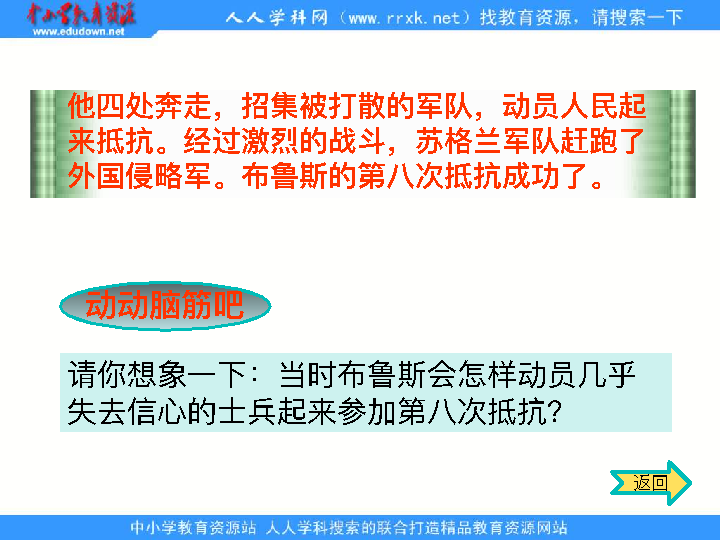 中小学教育资源
www.edudown.net
人人学科网（www.rrxk.net）找教育资源，请搜索一下
他四处奔走，招集被打散的军队，动员人民起
来抵抗。经过激烈的战斗，苏格兰军队赶跑了
外国侵略军。布鲁斯的第八次抵抗成功了。
动动脑筋吧
请你想象一下：当时布鲁斯会怎样动员几乎
失去信心的士兵起来参加第八次抵抗？
返回
中小学教育资源站 人人学科搜索的联合打造精品教育资源网站